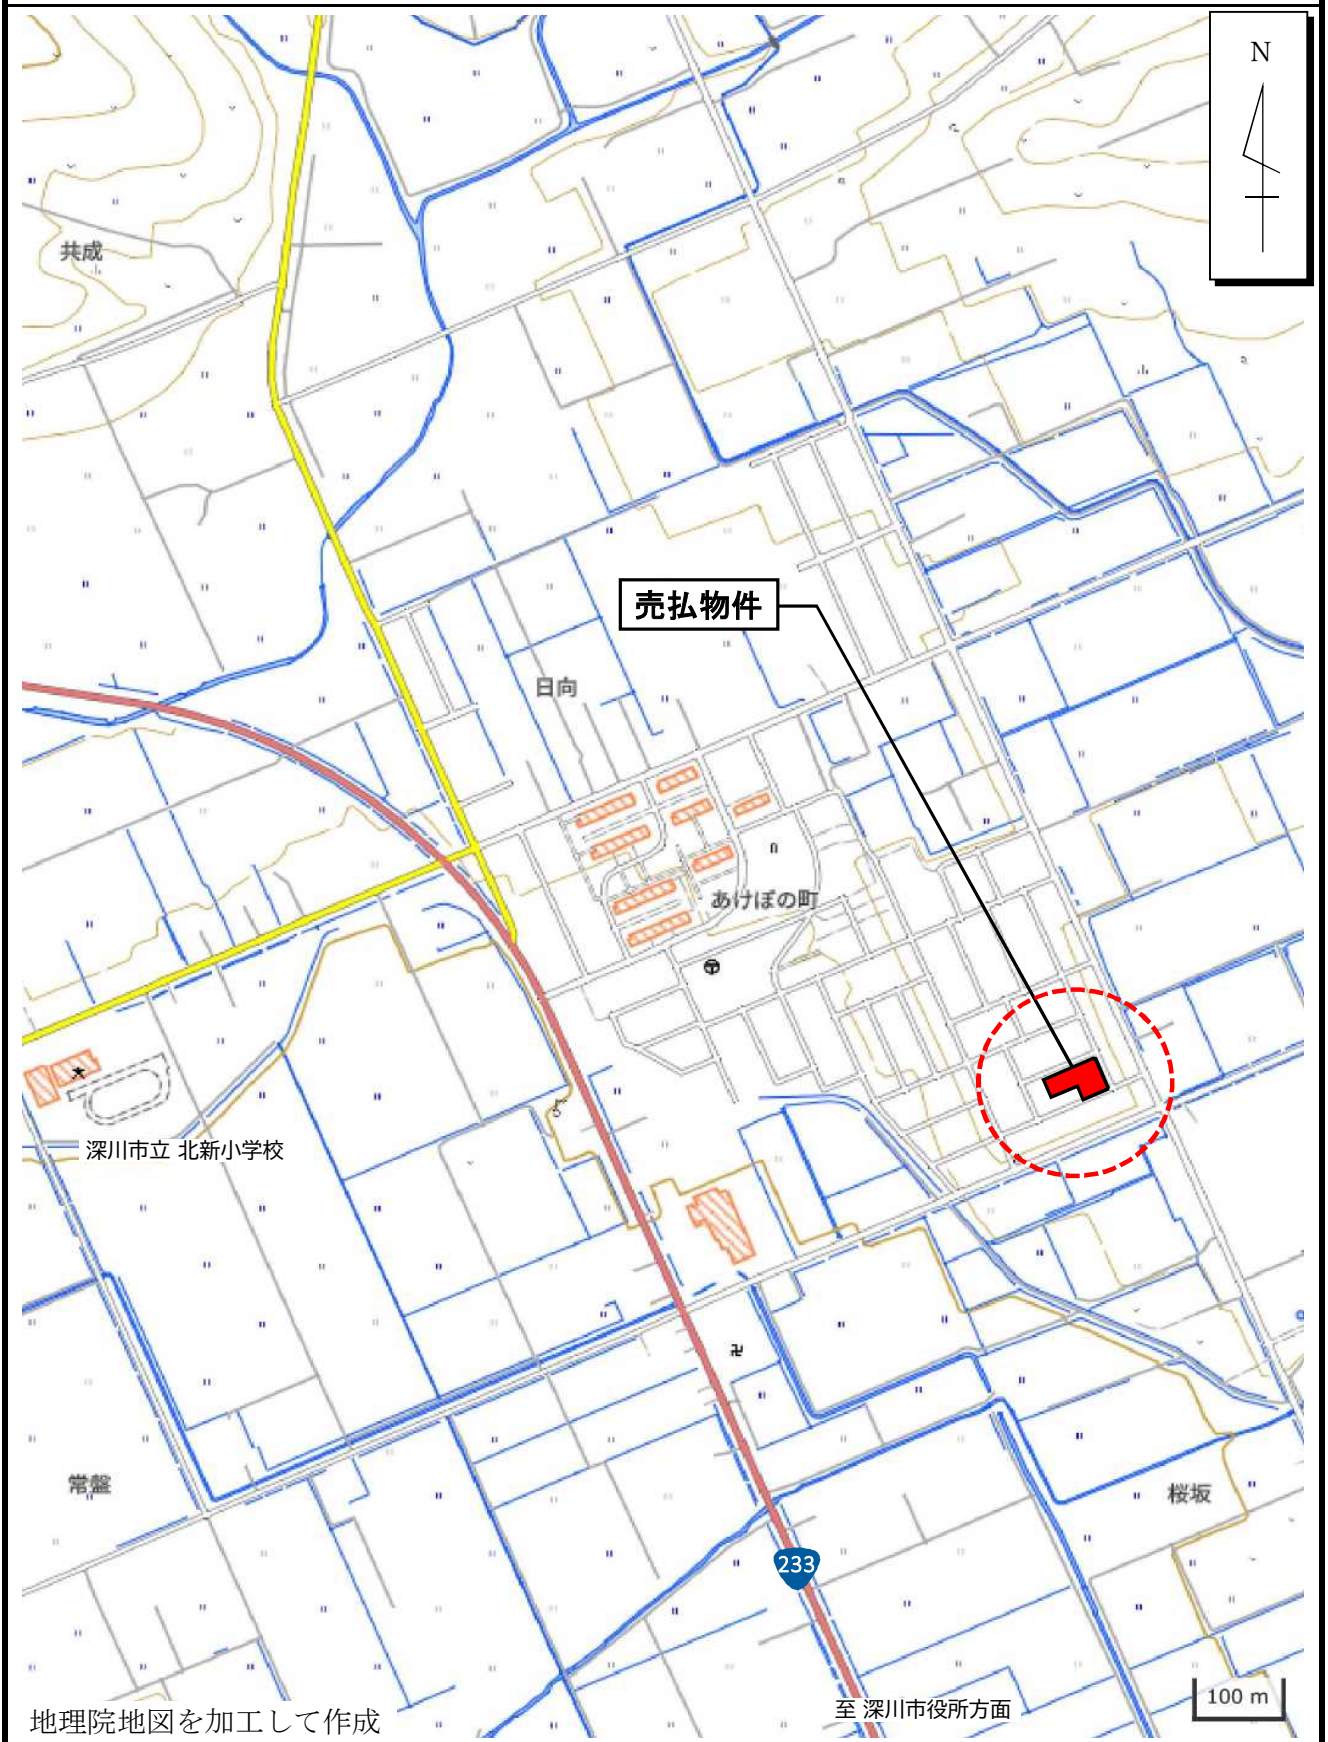 N
共成
売払物件
日向
あけぼの町
深川市立 北新小学校
常盤
桜坂
233
100 m
至 深川市役所方面
地理院地図を加工して作成